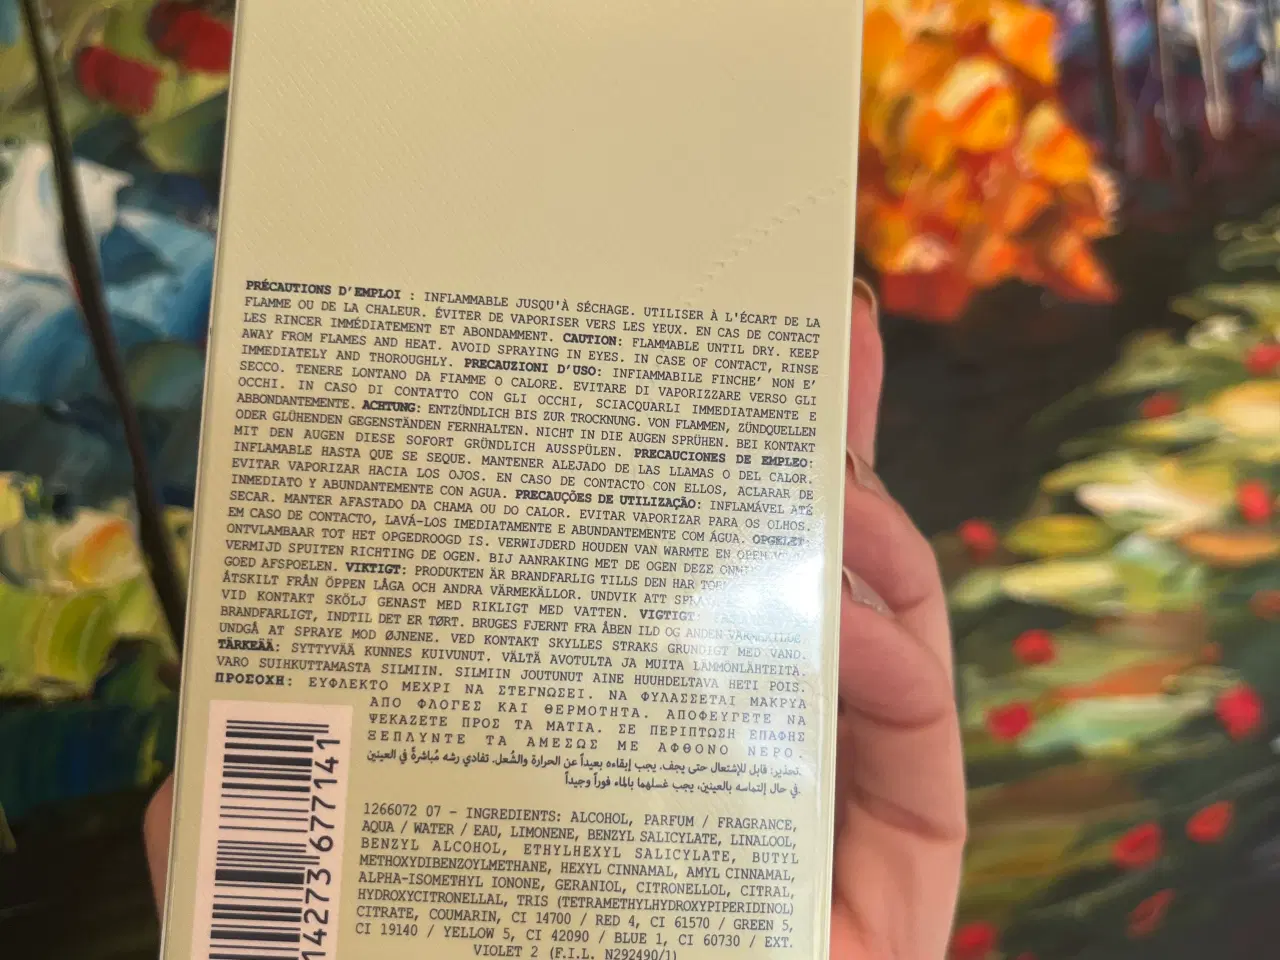 PRÉCAUTIONS D'EMPLOI : INFLAMMABLE JUSQU'À SÉCHAGE. UTILISER À L'ÉCART DE LA
FLAMME OU DE LA CHALEUR. ÉVITER DE VAPORISER VERS LES YEUX. EN CAS DE CONTACT
LES RINCER IMMÉDIATEMENT ET ABONDAMMENT. CAUTION: FLAMMABLE UNTIL DRY. KEEP
AWAY FROM FLAMES AND HEAT. AVOID SPRAYING IN EYES. IN CASE OF CONTACT, RINSE
IMMEDIATELY AND THOROUGHLY. PRECAUZIONI D'USO: INFIAMMABILE FINCHE' NON E'
SECCO. TENERE LONTANO DA FIAMME O CALORE. EVITARE DI VAPORIZZARE VERSO GLI
OCCHI. IN CASO DI CONTATTO CON GLI OCCHI, SCIACQUARLI IMMEDIATAMENTE E
ABBONDANTEMENTE. ACHTUNG: ENTZÜNDLICH BIS ZUR TROCKNUNG. VON FLAMMEN, ZÜNDQUELLEN
ODER GLÜHENDEN GEGENSTÄNDEN FERNHALTEN. NICHT IN DIE AUGEN SPRÜHEN. BEI KONTAKT
MIT DEN AUGEN DIESE SOFORT GRÜNDLICH AUSSPÜLEN. PRECAUCIONES DE EMPLEO:
INFLAMABLE HASTA QUE SE SEQUE. MANTENER ALEJADO DE LAS LLAMAS O DEL CALOR.
EVITAR VAPORIZAR HACIA LOS OJOS. EN CASO DE CONTACTO CON ELLOS, ACLARAR DE
INMEDIATO Y ABUNDANTEMENTE CON AGUA. PRECAUÇÕES DE UTILIZAÇÃO: INFLAMÁVEL ATÉ
SECAR. MANTER AFASTADO DA CHAMA OU DO CALOR. EVITAR VAPORIZAR PARA OS OLHOS.
EM CASO DE CONTACTO, LAVÁ-LOS IMEDIATAMENTE E ABUNDANTEMENTE COM ÁGUA. OPGELET:
ONTVLAMBAAR TOT HET OPGEDROOGD IS. VERWIJDERD HOUDEN VAN WARMTE EN OPEN
VERMIJD SPUITEN RICHTING DE OGEN. BIJ AANRAKING MET DE OGEN DEZE
GOED AFSPOELEN. VIKTIGT: PRODUKTEN ÄR BRANDFARLIG TILLS DEN HAR
ÅTSKILT FRÅN ÖPPEN LÅGA OCH ANDRA VÄRMEKÄLLOR. UNDVIK ATT
VID KONTAKT SKÖLJ GENAST MED RIKLIGT MED VATTEN. VIGTIGT:
BRANDFARLIGT, INDTIL DET ER TØRT. BRUGES FJERNT FRA ÅBEN ILD OG ANDEN VARMEKILDE.
UNDGÅ AT SPRAYE MOD ØJNENE. VED KONTAKT SKYLLES STRAKS GRUNDIGT MED VAND.
TÄRKEÄÄ: SYTTYVÄÄ KUNNES KUIVUNUT. VÄLTÄ AVOTULTA JA MUITA LÄMMÖNLÄHTEITÄ.
VARO SUIHKUTTAMASTA SILMIIN. SILMIIN JOUTUNUT AINE HUUHDELTAVA HETI POIS.
ΠΡΟΣΟΧΗ: ΕΥΦΛΕΚΤΟ ΜΕΧΡΙ ΝΑ ΣΤΕΓΝΩΣΕΙ. ΝΑ ΦΥΛΑΣΣΕΤΑΙ ΜΑΚΡΥΑ
ΑΠΟ ΦΛΟΓΕΣ ΚΑΙ ΘΕΡΜΟΤΗΤΑ. ΑΠΟΦΕΥΓΕΤΕ ΝΑ
ΨΕΚΑΖΕΤΕ ΠΡΟΣ ΤΑ ΜΑΤΙΑ. ΣΕ ΠΕΡΙΠΤΩΣΗ ΕΠΑΦΗΣ
ΞΕΠΛΥΝΤΕ ΤΑ ΑΜΕΣΩΣ ΜΕ ΑΦΘΟΝΟ ΝΕΡΟ.
تحذير: قابل للإشتعال حتى يجف. يجب إبقاءه بعيداً عن الحرارة والشُعل. تفادي رشه مُباشرةً في العينين.
في حال إلتماسه بالعينين، يجب غسلهما بالماء فوراً وجيداً.
1266072 07 - INGREDIENTS: ALCOHOL, PARFUM / FRAGRANCE,
AQUA / WATER / EAU, LIMONENE, BENZYL SALICYLATE, LINALOOL,
BENZYL ALCOHOL, ETHYLHEXYL SALICYLATE, BUTYL
METHOXYDIBENZOYLMETHANE, HEXYL CINNAMAL, AMYL CINNAMAL,
ALPHA-ISOMETHYL IONONE, GERANIOL, CITRONELLOL, CITRAL,
HYDROXYCITRONELLAL, TRIS (TETRAMETHYLHYDROXYPIPERIDINOL)
CITRATE, COUMARIN, CI 14700 / RED 4, CI 61570 / GREEN 5,
CI 19140 / YELLOW 5, CI 42090 / BLUE 1, CI 60730 / EXT.
VIOLET 2 (F.I.L. N292490/1)
14273 677141